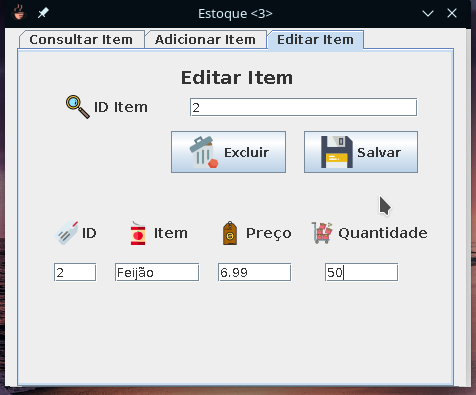 Estoque <3>
Consultar Item Adicionar Item Editar Item
Editar Item
ID Item 2
Excluir Salvar
ID Item Preço Quantidade
2 Feijão 6.99 50